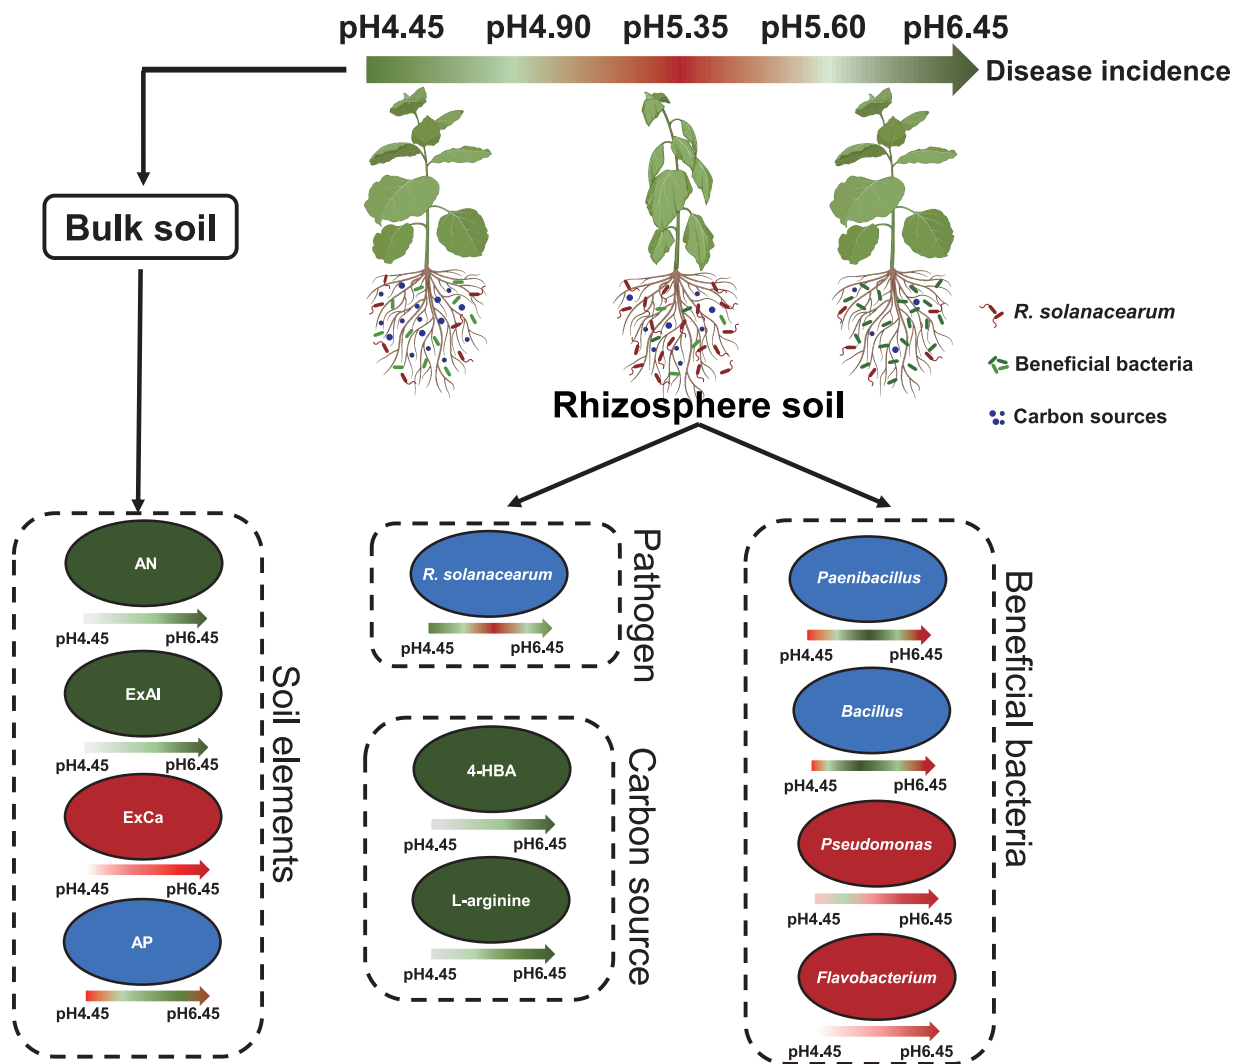 pH4.45 pH4.90 pH5.35 pH5.60 pH6.45
Disease incidence
Bulk soil
R. solanacearum
Beneficial bacteria
Carbon sources
Rhizosphere soil
AN
pH4.45 pH6.45
ExAl
pH4.45 pH6.45
ExCa
pH4.45 pH6.45
AP
pH4.45 pH6.45
Soil elements
R. solanacearum
pH4.45 pH6.45
Pathogen
4-HBA
pH4.45 pH6.45
L-arginine
pH4.45 pH6.45
Carbon source
Paenibacillus
pH4.45 pH6.45
Bacillus
pH4.45 pH6.45
Pseudomonas
pH4.45 pH6.45
Flavobacterium
pH4.45 pH6.45
Beneficial bacteria